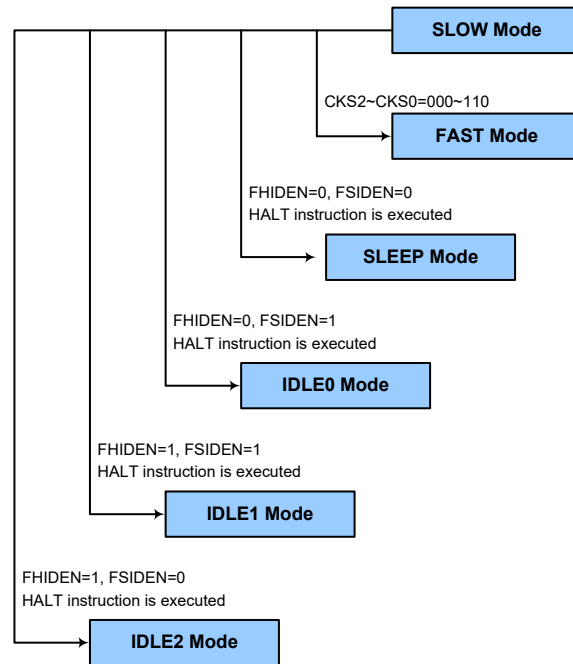 SLOW Mode
CKS2~CKS0=000~110
FAST Mode
FHIDEN=0, FSIDEN=0
HALT instruction is executed
SLEEP Mode
FHIDEN=0, FSIDEN=1
HALT instruction is executed
IDLE0 Mode
FHIDEN=1, FSIDEN=1
HALT instruction is executed
IDLE1 Mode
FHIDEN=1, FSIDEN=0
HALT instruction is executed
IDLE2 Mode